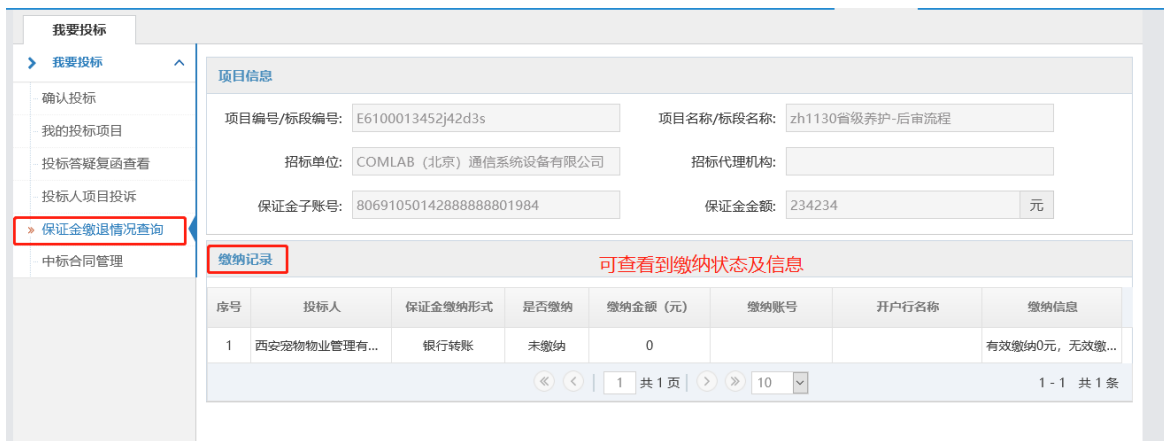 我要投标
我要投标
确认投标
我的投标项目
投标答疑复函查看
投标人项目投诉
保证金缴退情况查询
中标合同管理
项目信息
项目编号/标段编号: E6100013452j42d3s 项目名称/标段名称: zh1130省级养护-后审流程
招标单位: COMLAB（北京）通信系统设备有限公司 招标代理机构:
保证金子账号: 80691050142888888801984 保证金金额: 234234 元
缴纳记录 可查看到缴纳状态及信息
序号 投标人 保证金缴纳形式 是否缴纳 缴纳金额（元） 缴纳账号 开户行名称 缴纳信息
1 西安宠物物业管理有... 银行转账 未缴纳 0 有效缴纳0元，无效缴...
1 共1页 10 1 - 1 共1条